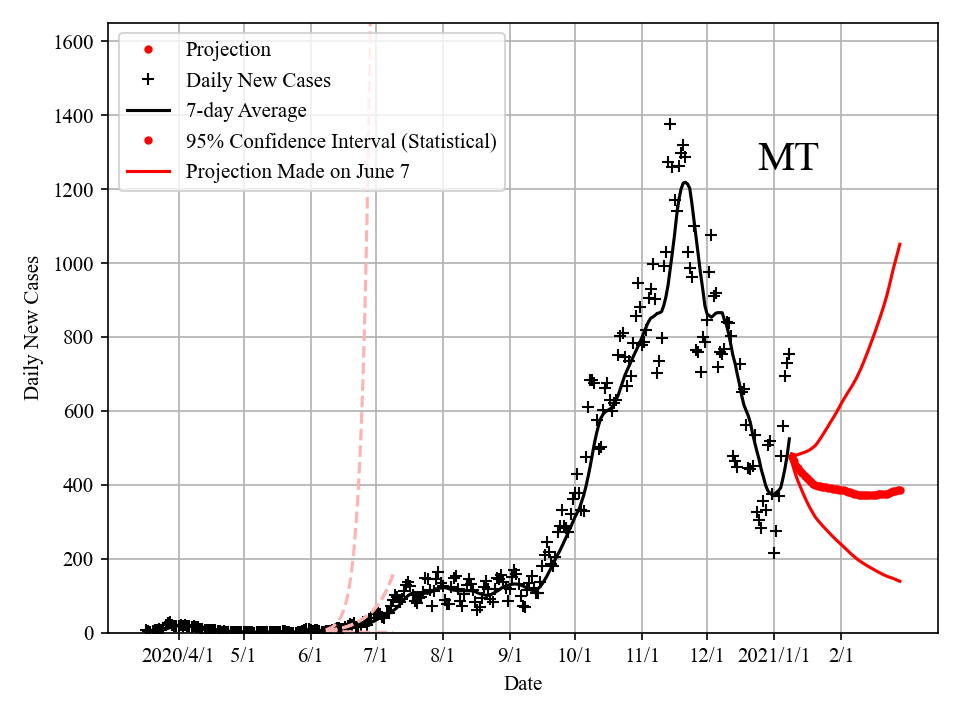 1600
1400
1200
1000
800
600
400
200
0
Daily New Cases
Projection
Daily New Cases
7-day Average
95% Confidence Interval (Statistical)
Projection Made on June 7
MT
2020/4/1 5/1 6/1 7/1 8/1 9/1 10/1 11/1 12/1 2021/1/1 2/1
Date